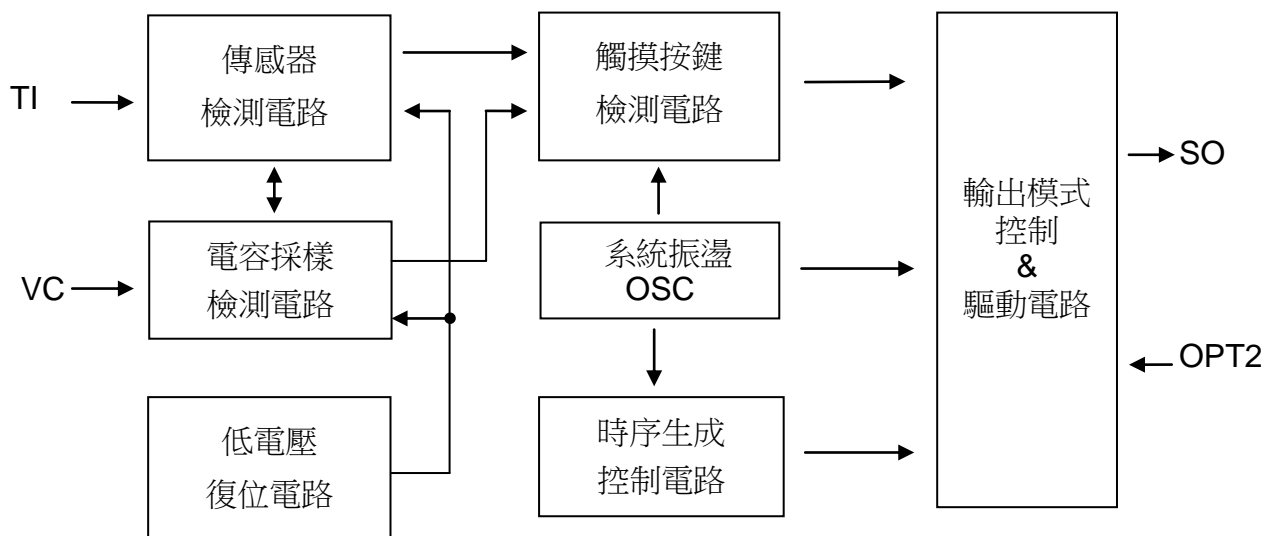 TI
傳感器
檢測電路
觸摸按鍵
檢測電路
SO
VC
電容採樣
檢測電路
系統振盪
OSC
輸出模式
控制
&
驅動電路
OPT2
低電壓
復位電路
時序生成
控制電路